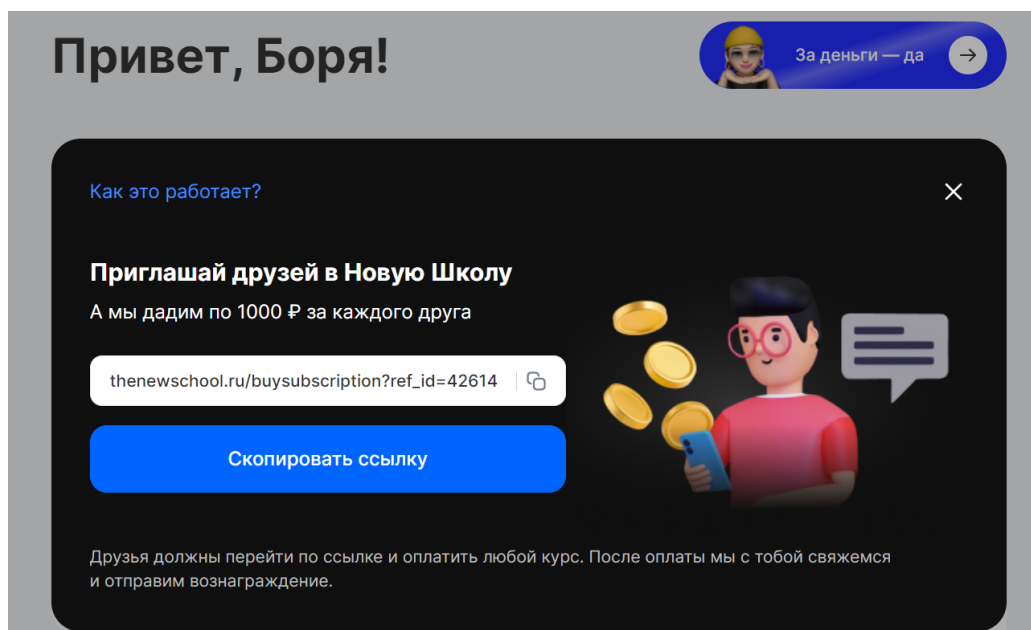 Привет, Боря!
За деньги — да
Как это работает?
Приглашай друзей в Новую Школу
А мы дадим по 1000 ₽ за каждого друга
thenewschool.ru/buysubscription?ref_id=42614
Скопировать ссылку
Друзья должны перейти по ссылке и оплатить любой курс. После оплаты мы с тобой свяжемся
и отправим вознаграждение.